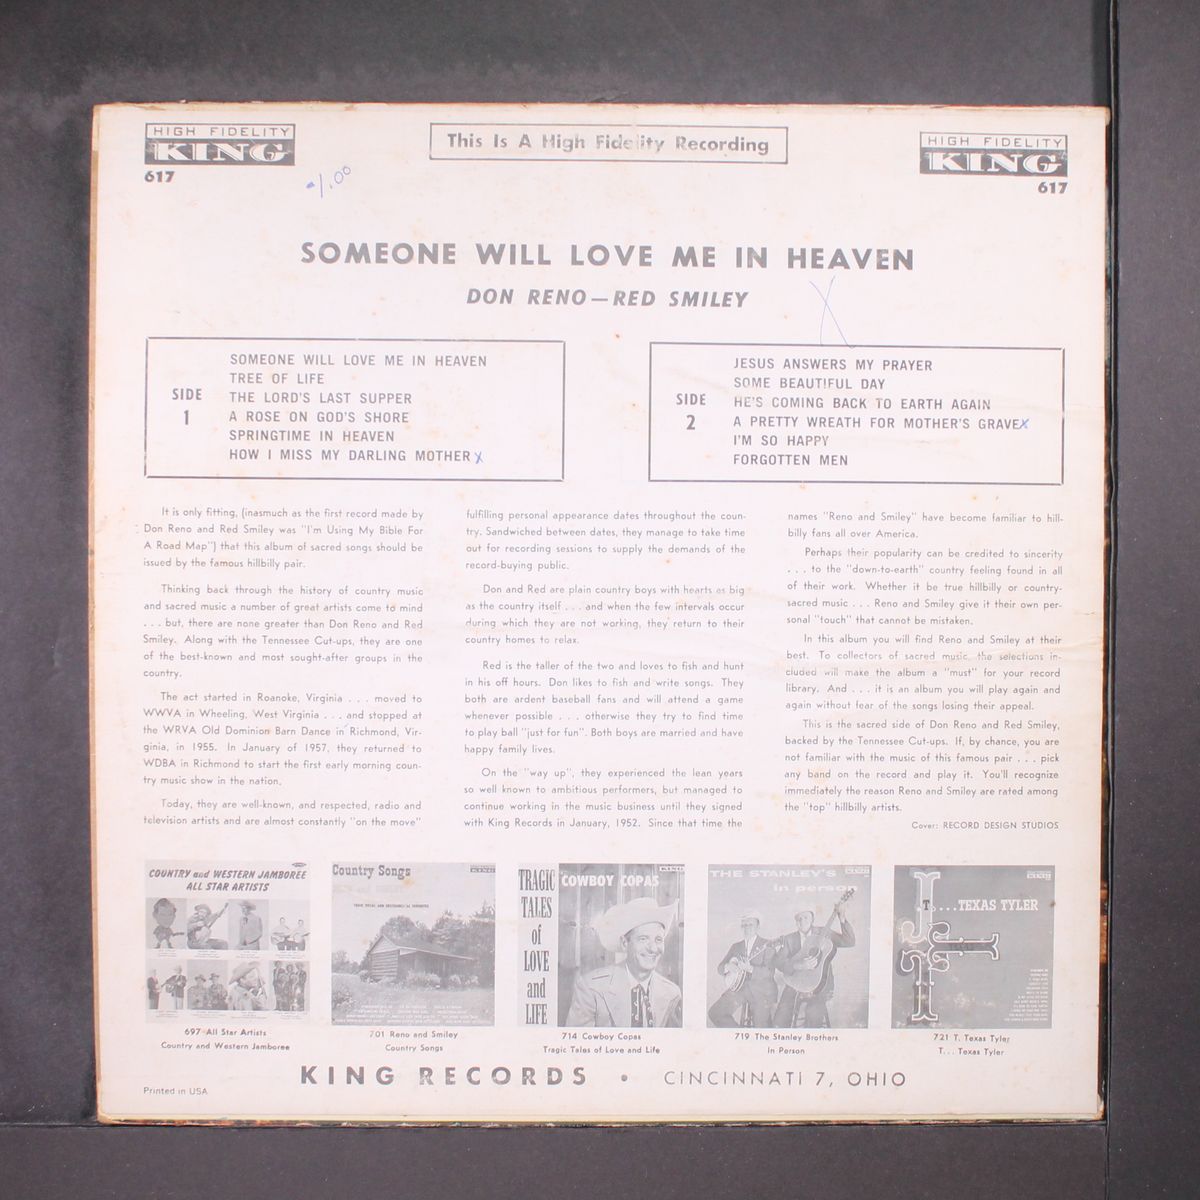 HIGH FIDELITY
KING
617
1.00
This Is A High Fidelity Recording
HIGH FIDELITY
KING
617
SOMEONE WILL LOVE ME IN HEAVEN
DON RENO—RED SMILEY
X
SIDE
1
SOMEONE WILL LOVE ME IN HEAVEN
TREE OF LIFE
THE LORD'S LAST SUPPER
A ROSE ON GOD'S SHORE
SPRINGTIME IN HEAVEN
HOW I MISS MY DARLING MOTHER X
SIDE
2
JESUS ANSWERS MY PRAYER
SOME BEAUTIFUL DAY
HE'S COMING BACK TO EARTH AGAIN
A PRETTY WREATH FOR MOTHER'S GRAVE X
I'M SO HAPPY
FORGOTTEN MEN
It is only fitting, (inasmuch as the first record made by
Don Reno and Red Smiley was "I'm Using My Bible For
A Road Map") that this album of sacred songs should be
issued by the famous hillbilly pair.
Thinking back through the history of country music
and sacred music a number of great artists come to mind
. . . but, there are none greater than Don Reno and Red
Smiley. Along with the Tennessee Cut-ups, they are one
of the best-known and most sought-after groups in the
country.
The act started in Roanoke, Virginia . . . moved to
WWVA in Wheeling, West Virginia . . . and stopped at
the WRVA Old Dominion Barn Dance in Richmond, Vir-
ginia, in 1955. In January of 1957, they returned to
WDBA in Richmond to start the first early morning coun-
try music show in the nation.
Today, they are well-known, and respected, radio and
television artists and are almost constantly "on the move"
fulfilling personal appearance dates throughout the coun-
try. Sandwiched between dates, they manage to take time
out for recording sessions to supply the demands of the
record-buying public.
Don and Red are plain country boys with hearts as big
as the country itself . . . and when the few intervals occur
during which they are not working, they return to their
country homes to relax.
Red is the taller of the two and loves to fish and hunt
in his off hours. Don likes to fish and write songs. They
both are ardent baseball fans and will attend a game
whenever possible . . . otherwise they try to find time
to play ball "just for fun". Both boys are married and have
happy family lives.
On the "way up", they experienced the lean years
so well known to ambitious performers, but managed to
continue working in the music business until they signed
with King Records in January, 1952. Since that time the
names "Reno and Smiley" have become familiar to hill-
billy fans all over America.
Perhaps their popularity can be credited to sincerity
. . . to the "down-to-earth" country feeling found in all
of their work. Whether it be true hillbilly or country-
sacred music . . . Reno and Smiley give it their own per-
sonal "touch" that cannot be mistaken.
In this album you will find Reno and Smiley at their
best. To collectors of sacred music, the selections in-
cluded will make the album a "must" for your record
library. And . . . it is an album you will play again and
again without fear of the songs losing their appeal.
This is the sacred side of Don Reno and Red Smiley,
backed by the Tennessee Cut-ups. If, by chance, you are
not familiar with the music of this famous pair . . . pick
any band on the record and play it. You'll recognize
immediately the reason Reno and Smiley are rated among
the "top" hillbilly artists.
Cover: RECORD DESIGN STUDIOS
COUNTRY and WESTERN JAMBOREE
ALL STAR ARTISTS
697 All Star Artists
Country and Western Jamboree
Country Songs
KING
701 Reno and Smiley
Country Songs
TRAGIC
TALES
of
LOVE
and
LIFE
COWBOY COPAS
KING
714 Cowboy Copas
Tragic Tales of Love and Life
THE STANLEY'S
in person
KING
719 The Stanley Brothers
In Person
T...TEXAS TYLER
KING
721 T. Texas Tyler
T... Texas Tyler
KING RECORDS • CINCINNATI 7, OHIO
Printed in USA